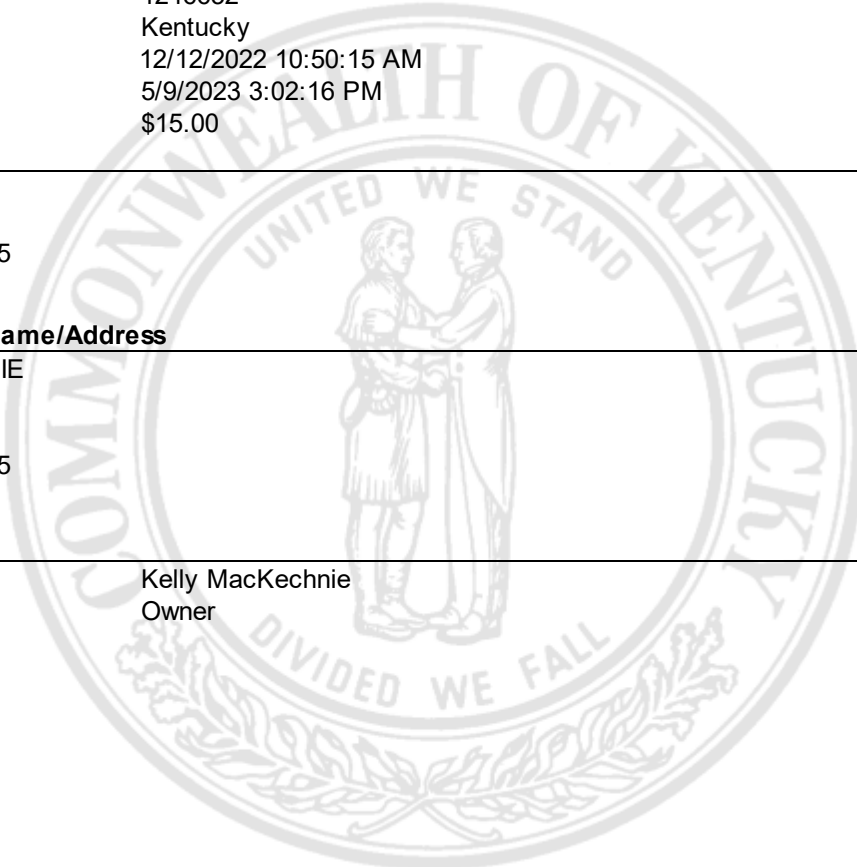 Kentucky
12/12/2022 10:50:15 AM
5/9/2023 3:02:16 PM
$15.00
5
ame/Address
IE
5
Kelly MacKechnie
Owner
COMMONWEALTH OF KENTUCKY
UNITED WE STAND
DIVIDED WE FALL